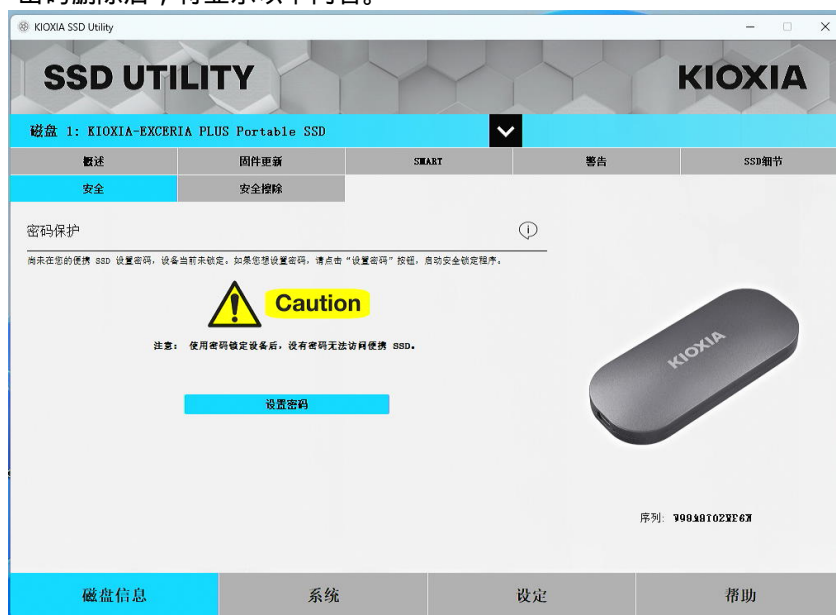 密码删除后，将显示以下内容。
KIOXIA SSD Utility
SSD UTILITY
KIOXIA
磁盘 1: KIOXIA-EXCERIA PLUS Portable SSD
概述 固件更新 SMART 警告 SSD细节
安全 安全擦除
密码保护
尚未在您的便携 SSD 设置密码，设备当前未锁定。如果您想设置密码，请点击“设置密码”按钮，启动安全锁定程序。
Caution
注意： 使用密码锁定设备后，没有密码无法访问便携 SSD。
设置密码
KIOXIA
序列:
磁盘信息 系统 设定 帮助